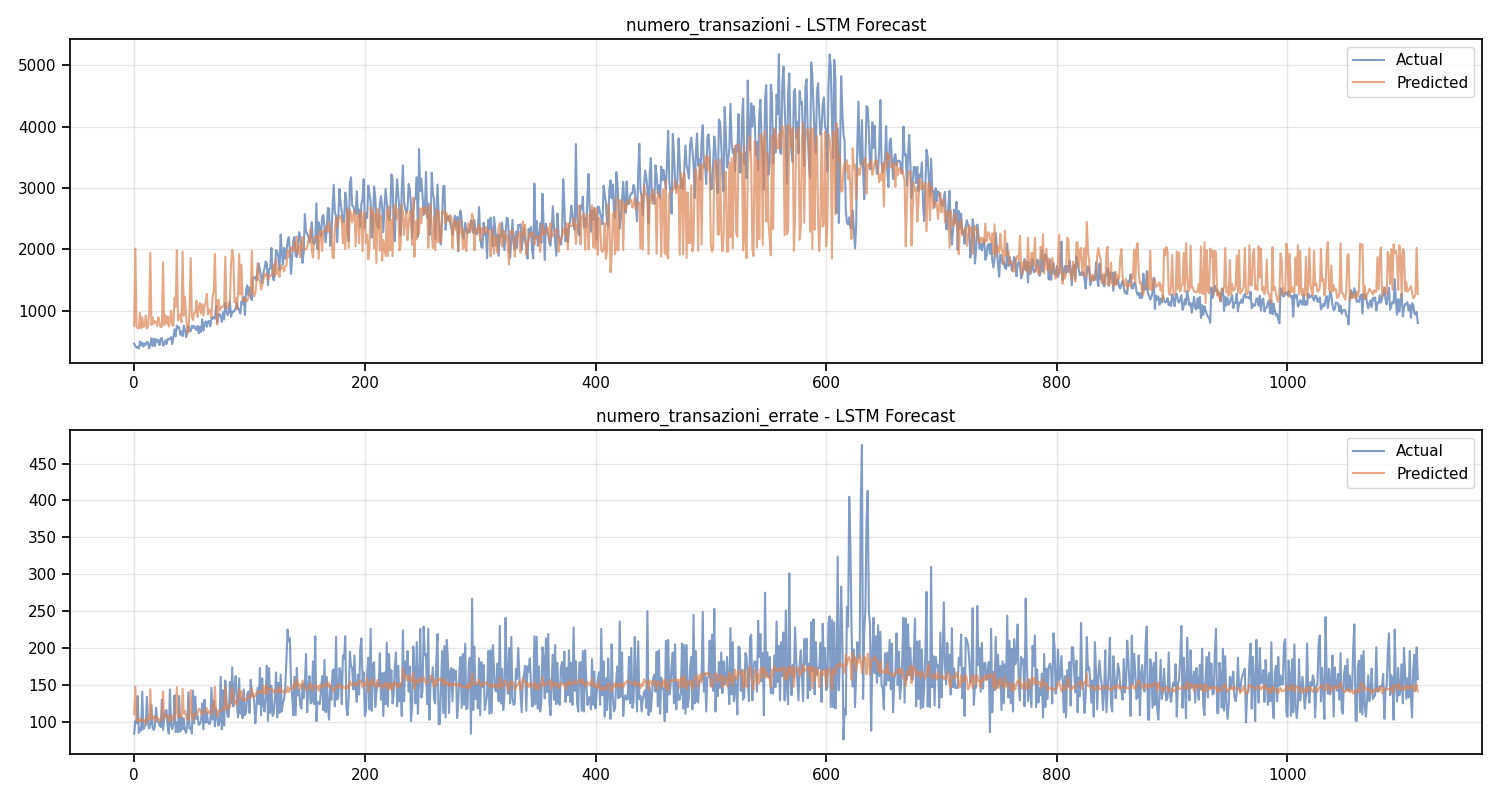 numero_transazioni - LSTM Forecast
Actual
Predicted
5000
4000
3000
2000
1000
0 200 400 600 800 1000
numero_transazioni_errate - LSTM Forecast
Actual
Predicted
450
400
350
300
250
200
150
100
0 200 400 600 800 1000